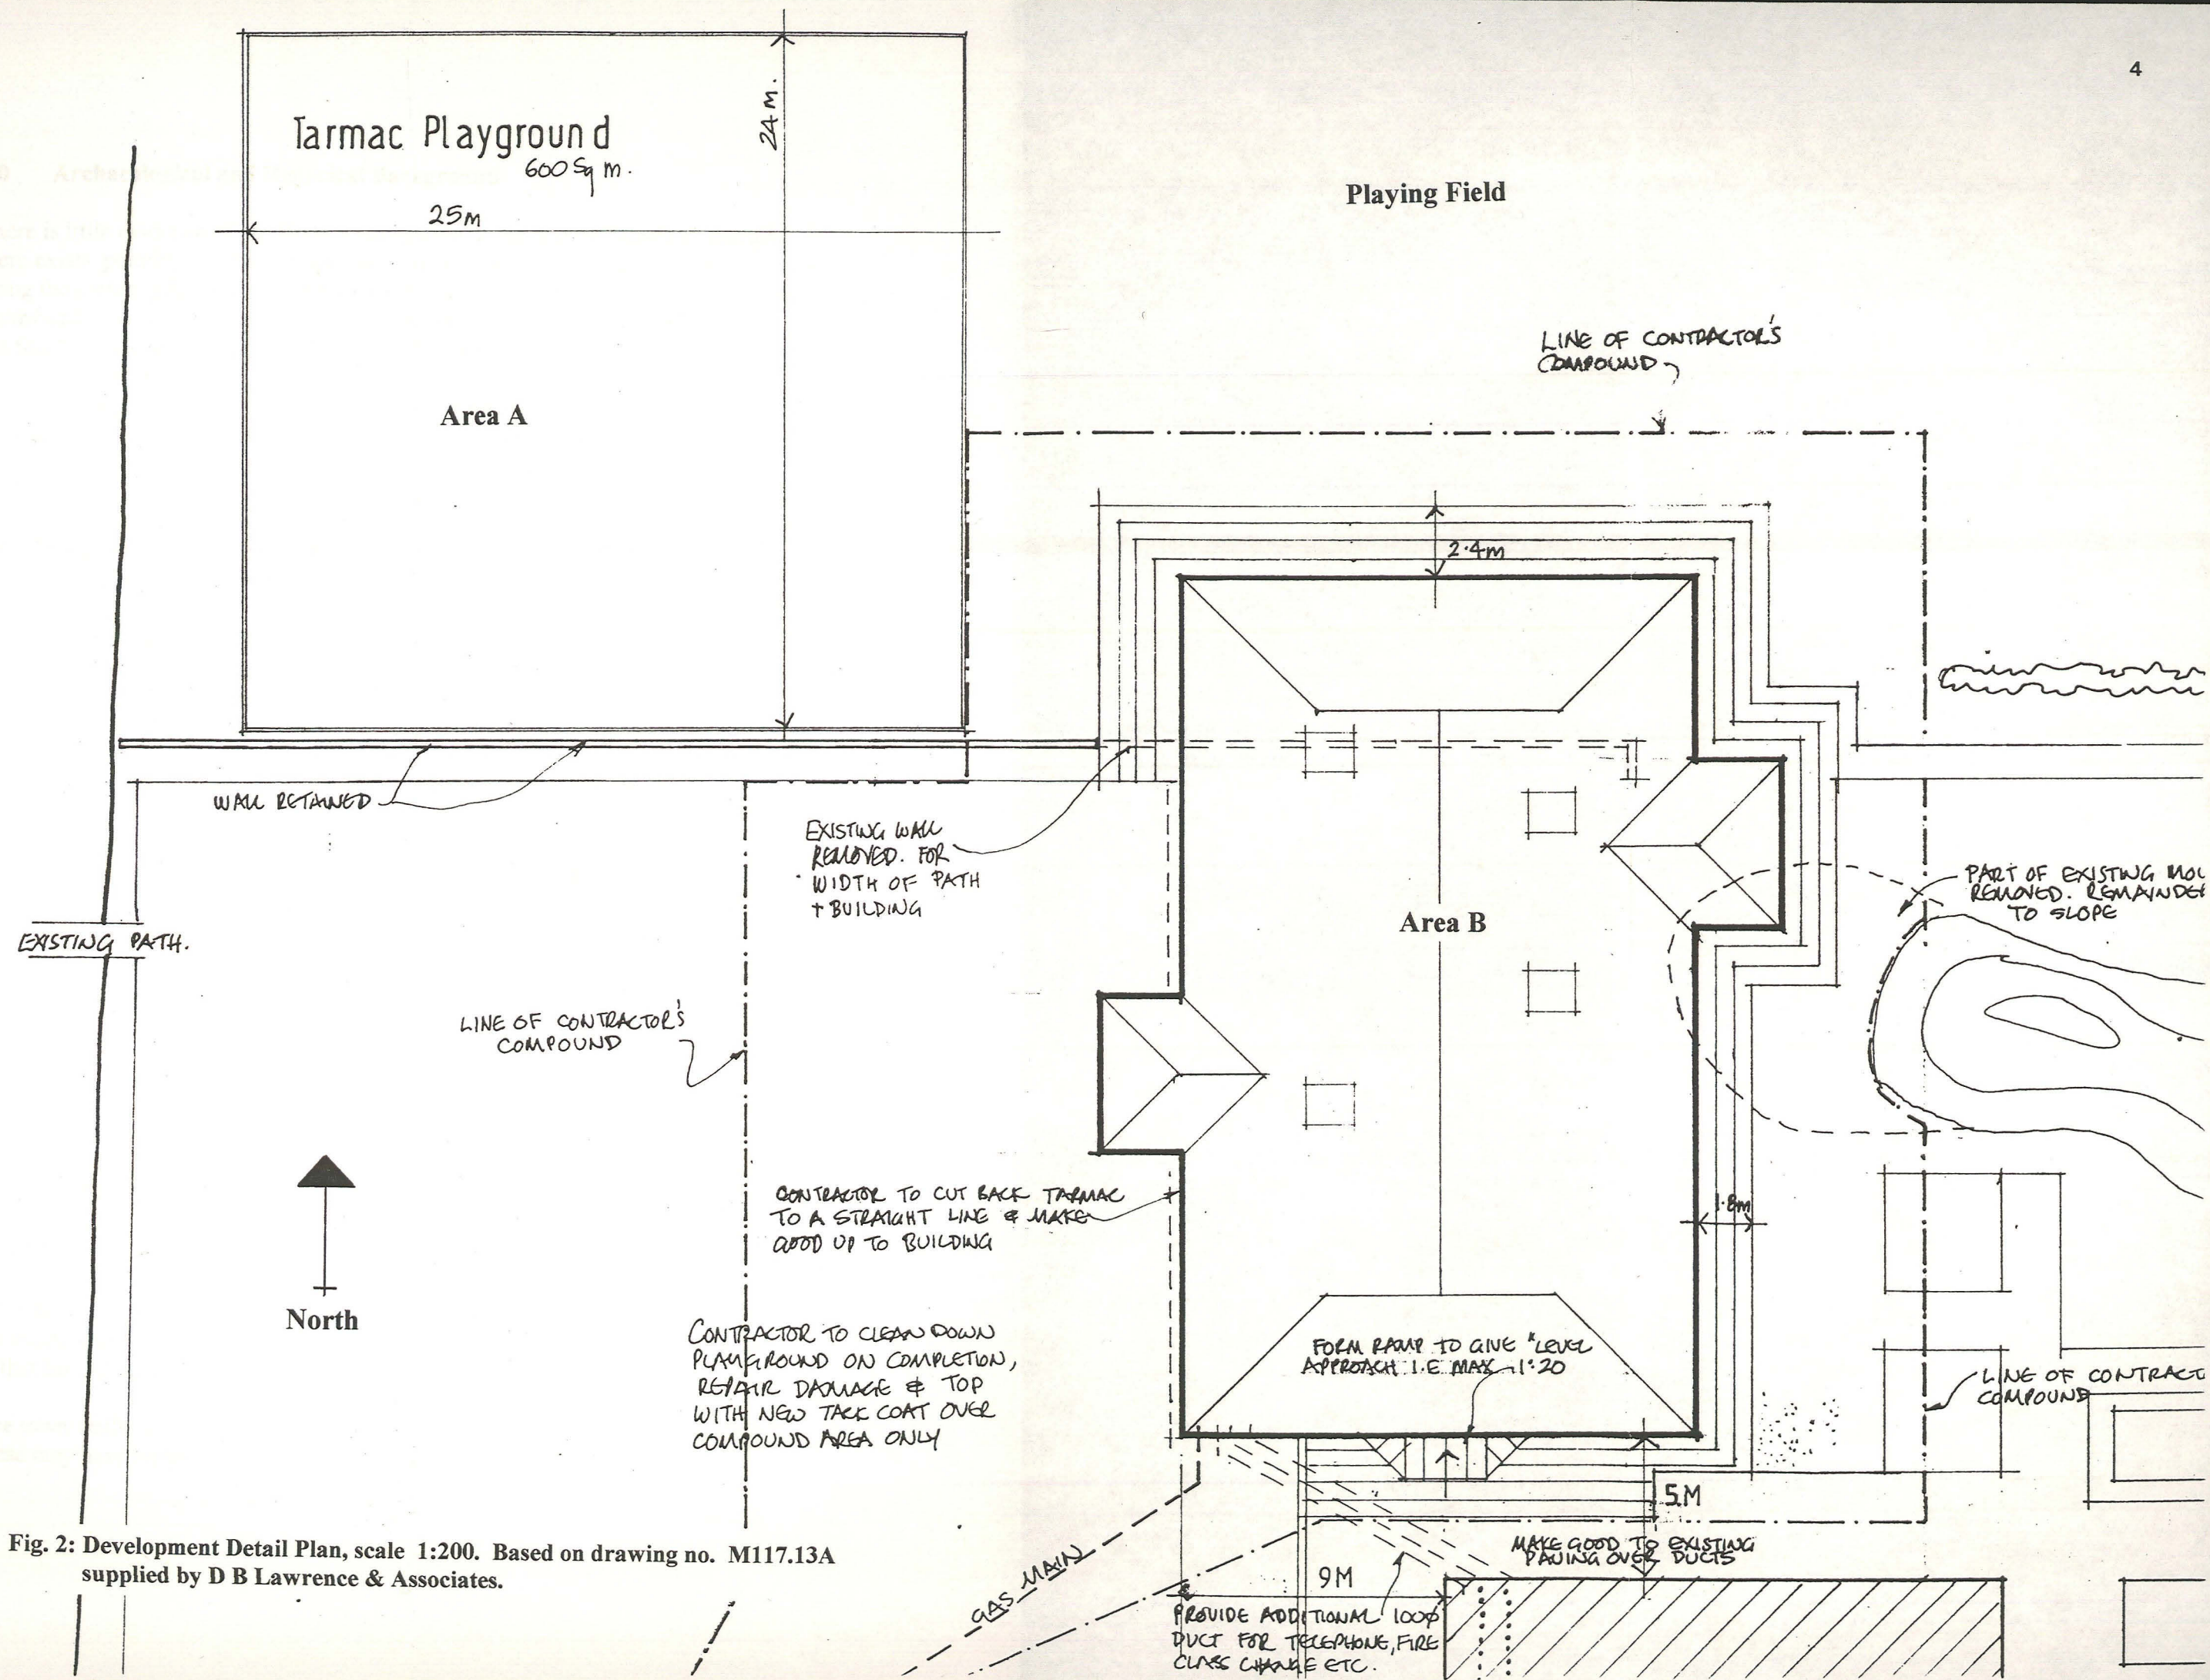 4
Tarmac Playground
600 Sq m.
24 m.
25m
Playing Field
LINE OF CONTRACTOR'S
COMPOUND
Area A
2.4m
WALL RETAINED
EXISTING WALL
REMOVED. FOR
WIDTH OF PATH
+ BUILDING
PART OF EXISTING MOU
REMOVED. REMAINDER
TO SLOPE
Area B
EXISTING PATH.
LINE OF CONTRACTOR'S
COMPOUND
CONTRACTOR TO CUT BACK TARMAC
TO A STRAIGHT LINE & MAKE
GOOD UP TO BUILDING
1.8m
North
CONTRACTOR TO CLEAN DOWN
PLAYGROUND ON COMPLETION,
REPAIR DAMAGE & TOP
WITH NEW TACK COAT OVER
COMPOUND AREA ONLY
FORM RAMP TO GIVE "LEVEL
APPROACH I.E MAX 1:20
LINE OF CONTRACT
COMPOUND
5M
MAKE GOOD TO EXISTING
PAVING OVER DUCTS
Fig. 2: Development Detail Plan, scale 1:200. Based on drawing no. M117.13A
supplied by D B Lawrence & Associates.
GAS MAIN
9M
PROVIDE ADDITIONAL 100φ
DUCT FOR TELEPHONE, FIRE
CLASS CHANGE ETC.